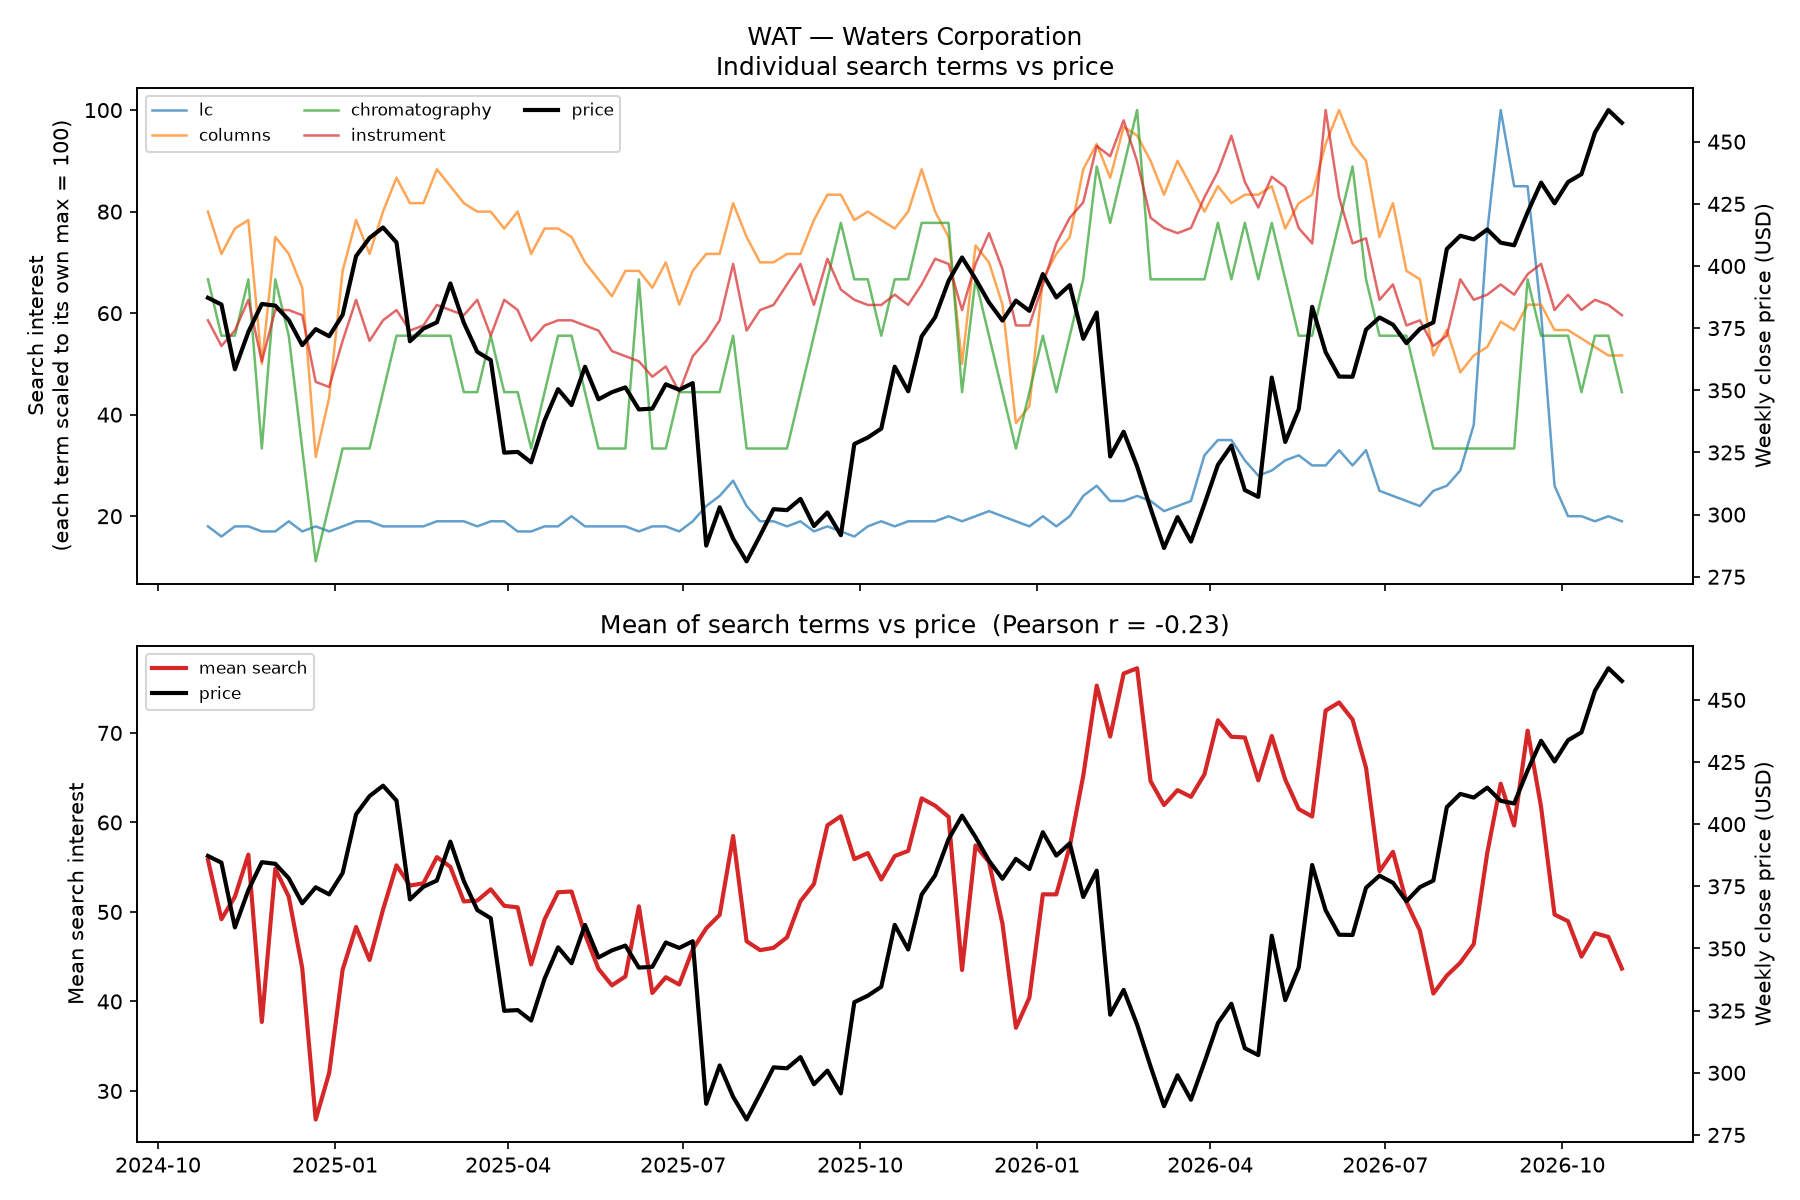 WAT — Waters Corporation
Individual search terms vs price
lc
columns
chromatography
instrument
price
Search interest
(each term scaled to its own max = 100)
100
80
60
40
20
Weekly close price (USD)
450
425
400
375
350
325
300
275
Mean of search terms vs price (Pearson r = -0.23)
mean search
price
Mean search interest
70
60
50
40
30
Weekly close price (USD)
450
425
400
375
350
325
300
275
2024-10 2025-01 2025-04 2025-07 2025-10 2026-01 2026-04 2026-07 2026-10